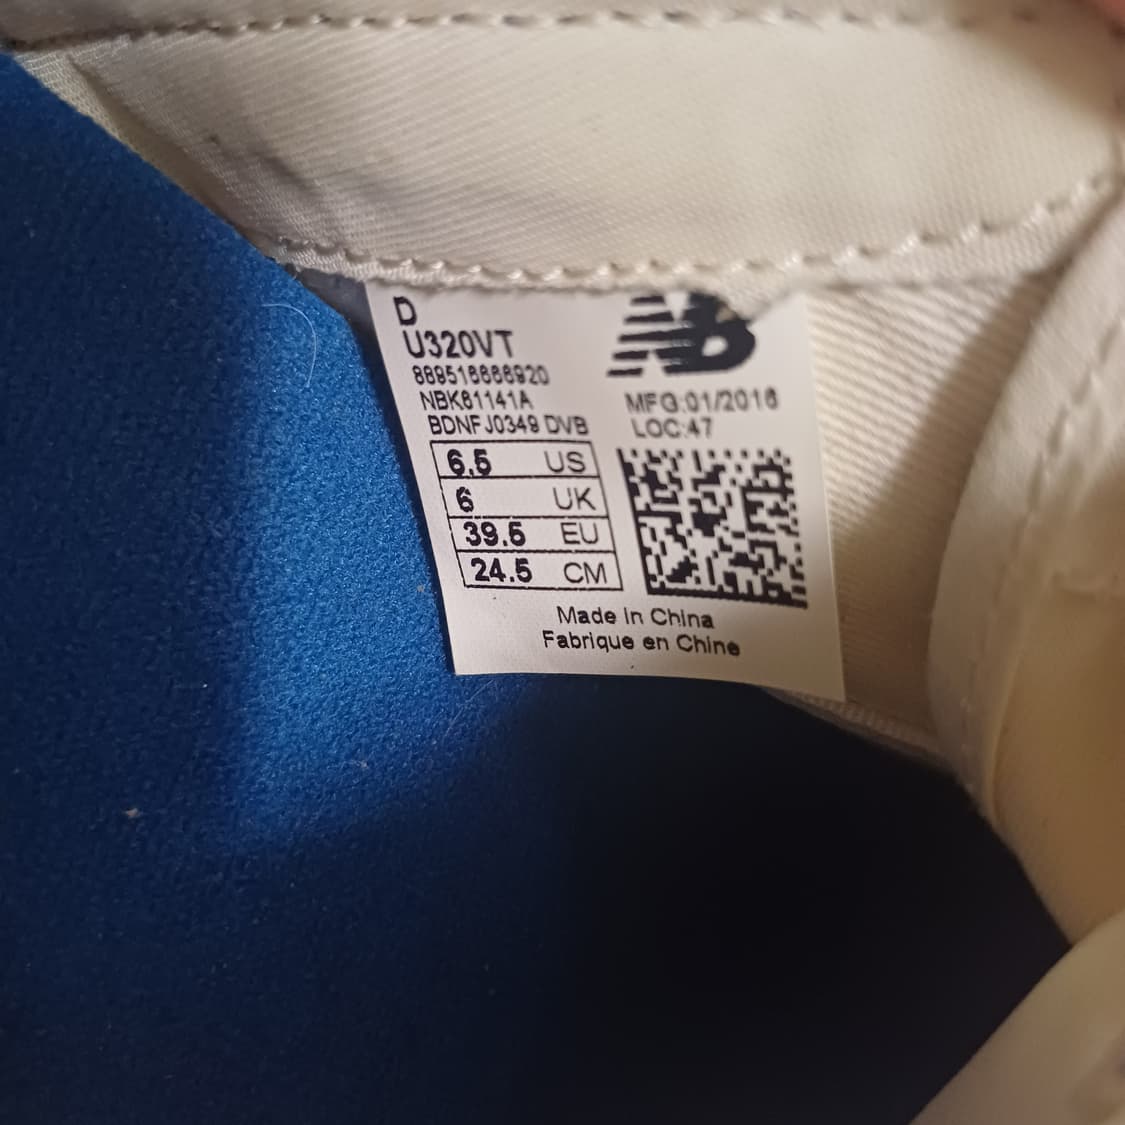 D
U320VT
NBK61141A
BDNF J0349 DVB
NB
MFG:01/2016
LOC:47
6.5 US
6 UK
39.5 EU
24.5 CM
Made in China
Fabrique en Chine